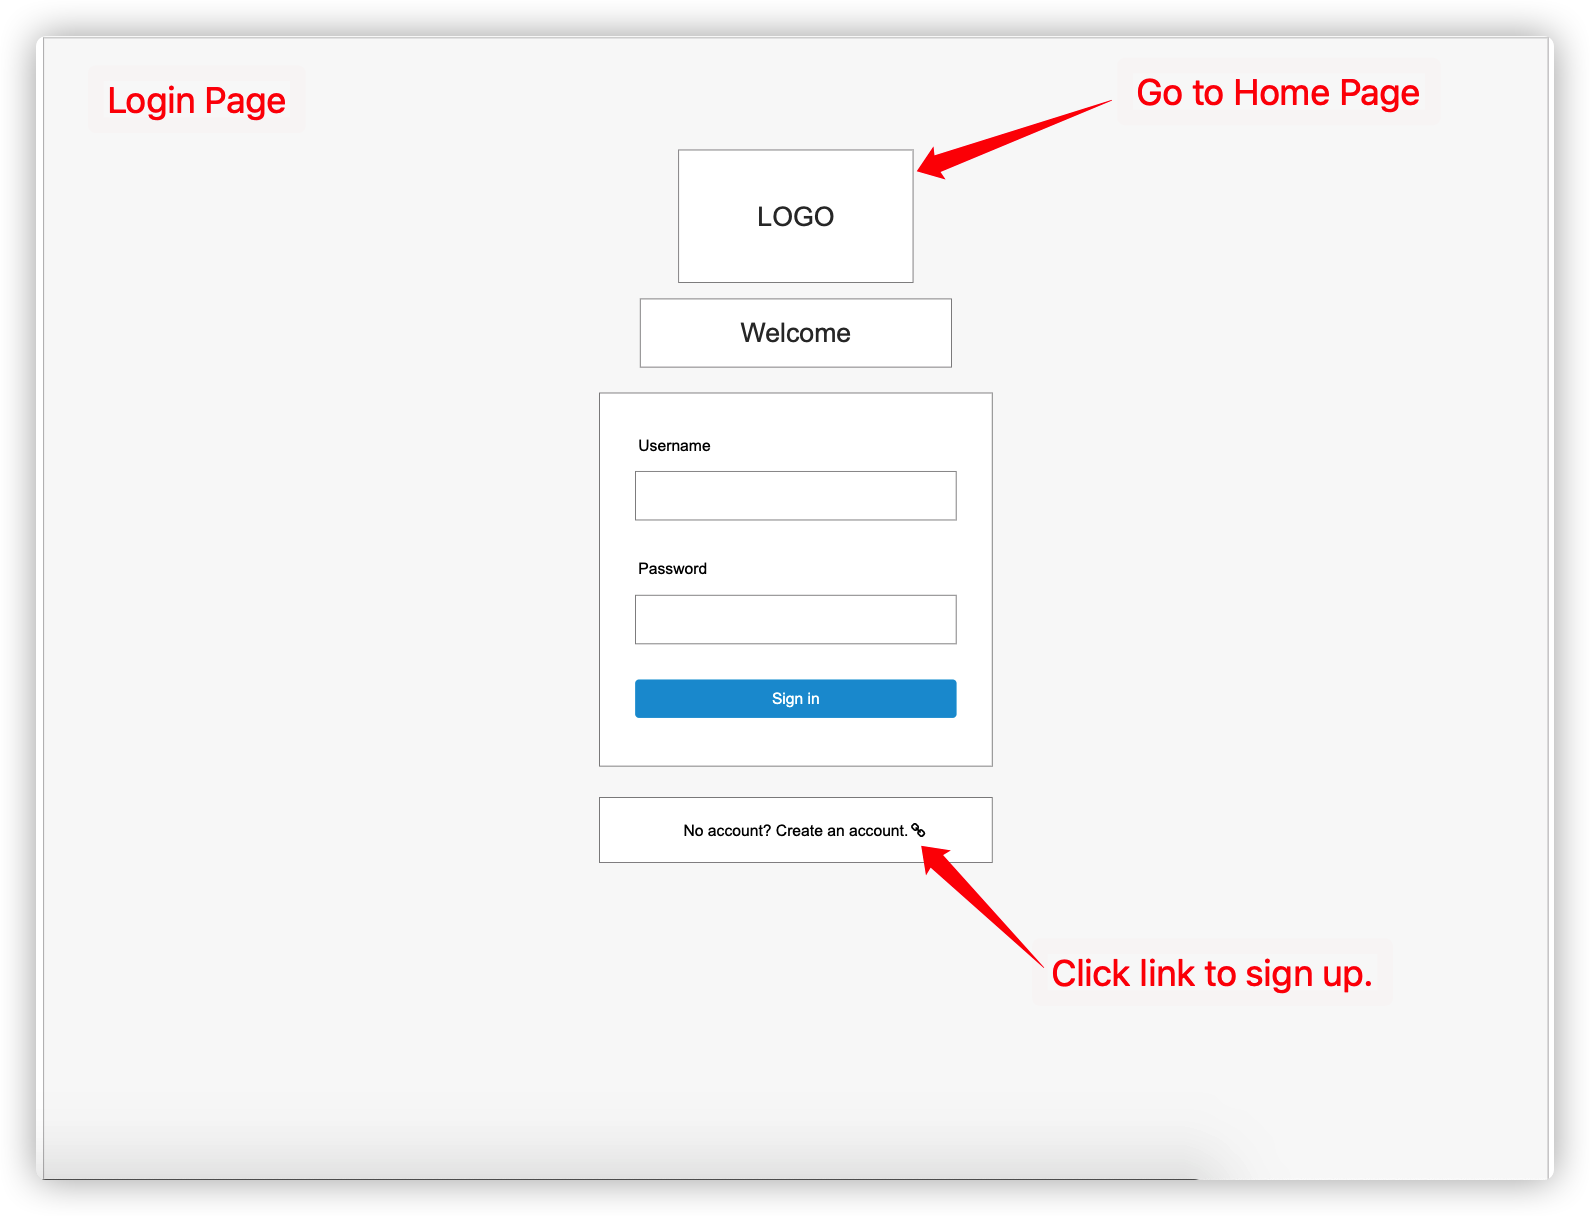 Login Page
Go to Home Page
LOGO
Welcome
Username
Password
Sign in
No account? Create an account.
Click link to sign up.